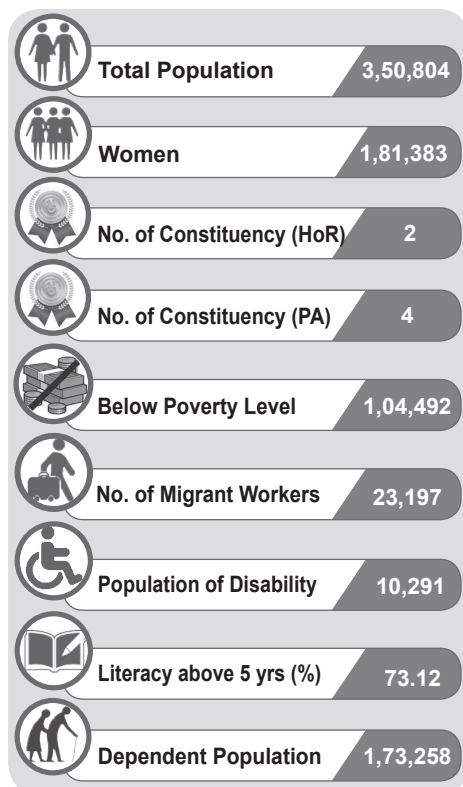 Total Population 3,50,804
Women 1,81,383
No. of Constituency (HoR) 2
No. of Constituency (PA) 4
Below Poverty Level 1,04,492
No. of Migrant Workers 23,197
Population of Disability 10,291
Literacy above 5 yrs (%) 73.12
Dependent Population 1,73,258